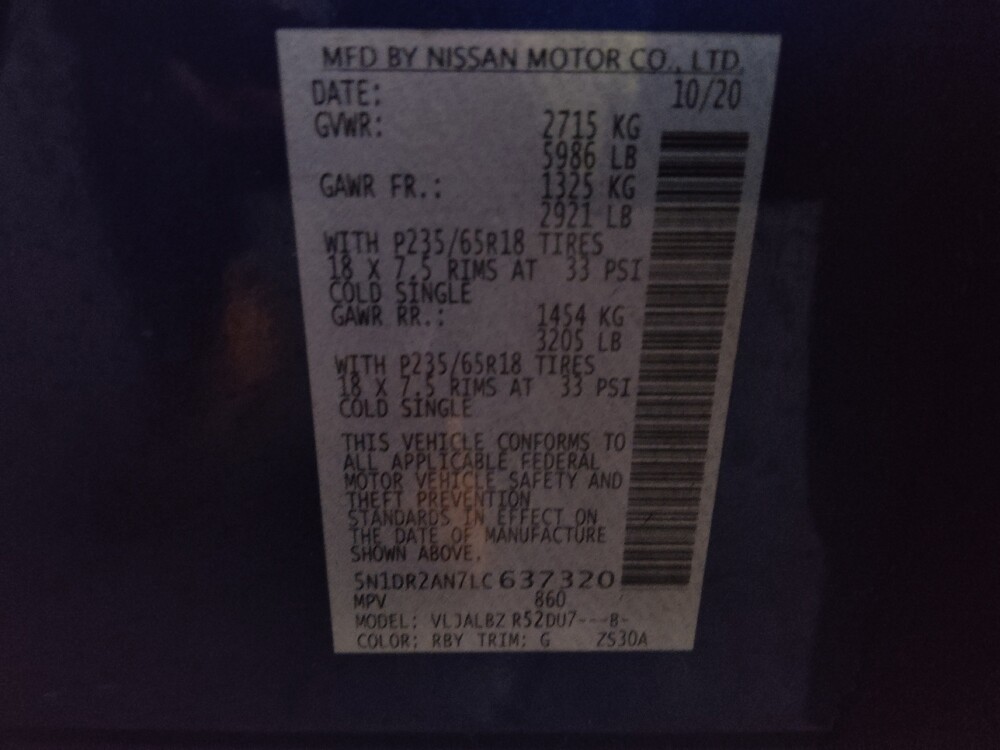 MFD BY NISSAN MOTOR CO., LTD.
DATE: 10/20
GVWR: 2715 KG
5986 LB
GAWR FR.: 1325 KG
2921 LB
WITH P235/65R18 TIRES
18 X 7.5 RIMS AT 33 PSI
COLD SINGLE
GAWR RR.: 1454 KG
3205 LB
WITH P235/65R18 TIRES
18 X 7.5 RIMS AT 33 PSI
COLD SINGLE
THIS VEHICLE CONFORMS TO
ALL APPLICABLE FEDERAL
MOTOR VEHICLE SAFETY AND
THEFT PREVENTION
STANDARDS IN EFFECT ON
THE DATE OF MANUFACTURE
SHOWN ABOVE.
5N1DR2AN7LC637320
MPV 860
MODEL: VLJALBZ R52DU7---B-
COLOR: RBY TRIM: G ZS30A